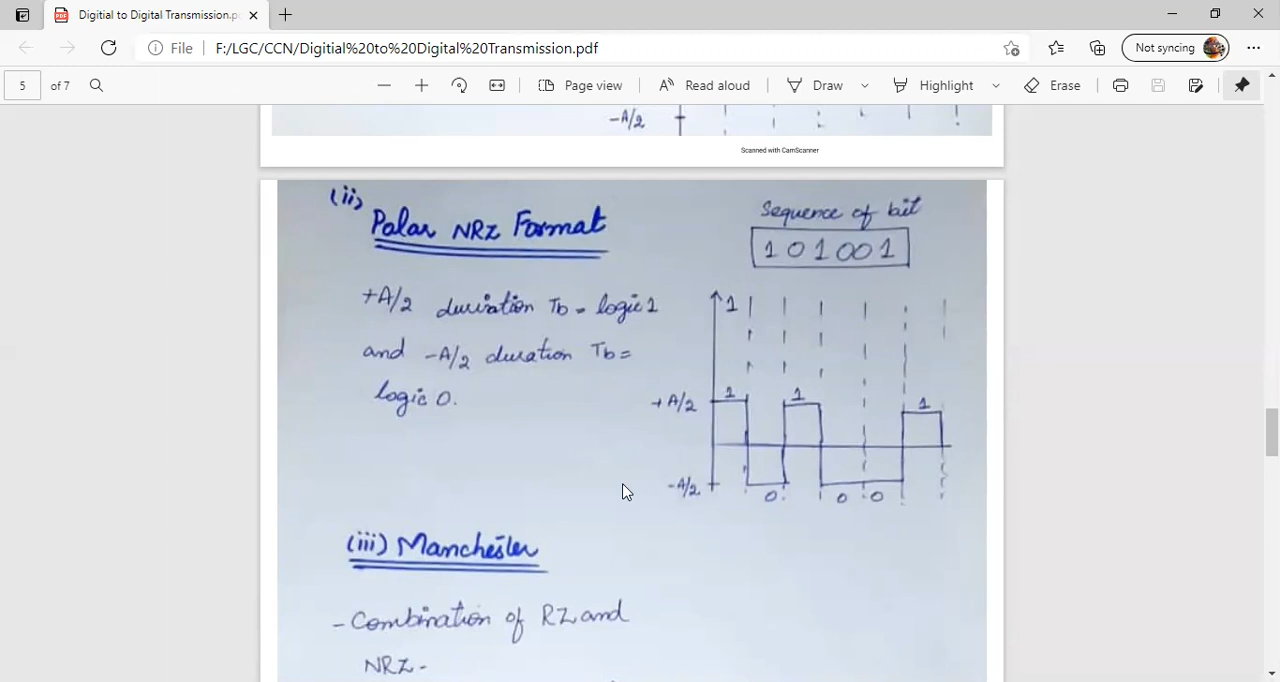 Digitial to Digital Transmission.p
File
F:/LGC/CCN/Digitial%20to%20Digital%20Transmission.pdf
Not syncing
5 of 7
Page view
Read aloud
Draw
Highlight
Erase
-A/2
Scanned with CamScanner
(ii) Polar NRZ Format
Sequence of bit
101001
+A/2 duration Tb = logic 1
and -A/2 duration Tb =
logic 0.
1
+A/2
1 1 1
-A/2
0 0 0
(iii) Manchester
- Combination of RZ and
NRZ -